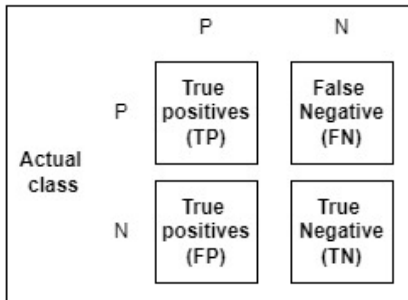 P N
P
True
positives
(TP)
False
Negative
(FN)
Actual
class
N
True
positives
(FP)
True
Negative
(TN)